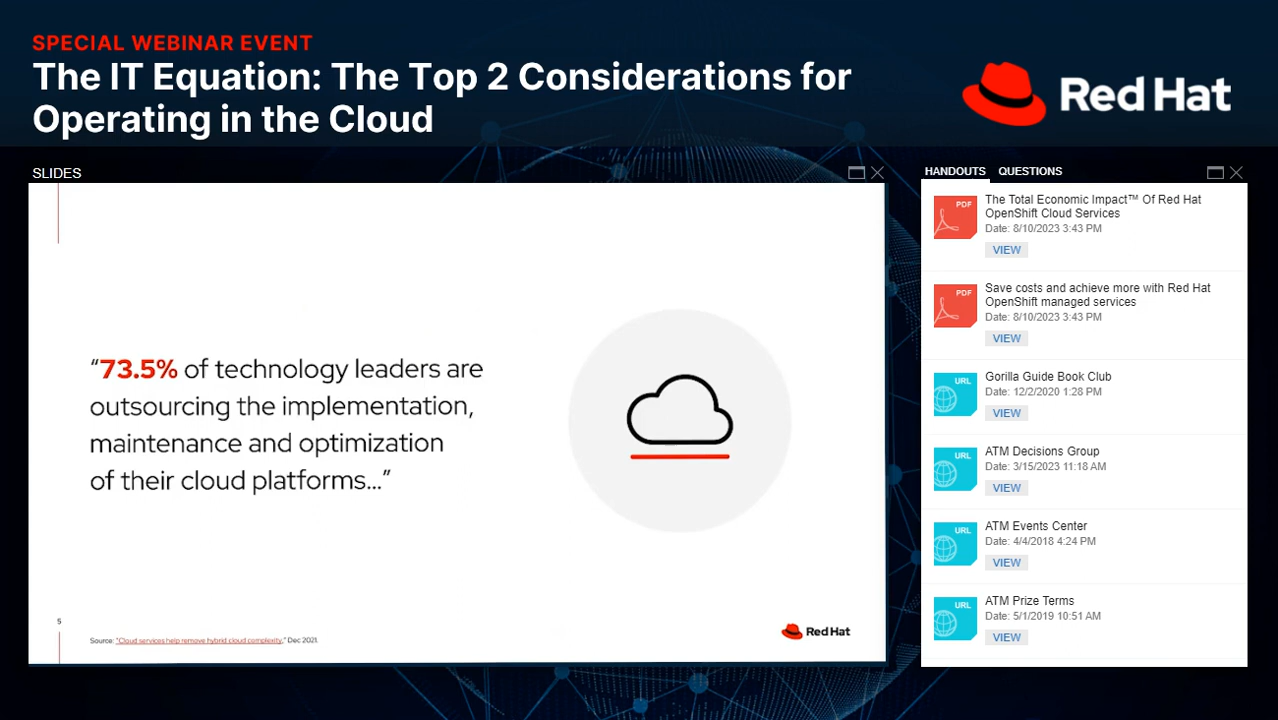 SPECIAL WEBINAR EVENT
The IT Equation: The Top 2 Considerations for
Operating in the Cloud
Red Hat
SLIDES
“73.5% of technology leaders are
outsourcing the implementation,
maintenance and optimization
of their cloud platforms...”
5
Source: "Cloud services help remove hybrid cloud complexity," Dec 2021.
Red Hat
HANDOUTS QUESTIONS
PDF
The Total Economic Impact™ Of Red Hat
OpenShift Cloud Services
Date: 8/10/2023 3:43 PM
VIEW
PDF
Save costs and achieve more with Red Hat
OpenShift managed services
Date: 8/10/2023 3:43 PM
VIEW
URL
Gorilla Guide Book Club
Date: 12/2/2020 1:28 PM
VIEW
URL
ATM Decisions Group
Date: 3/15/2023 11:18 AM
VIEW
URL
ATM Events Center
Date: 4/4/2018 4:24 PM
VIEW
URL
ATM Prize Terms
Date: 5/1/2019 10:51 AM
VIEW